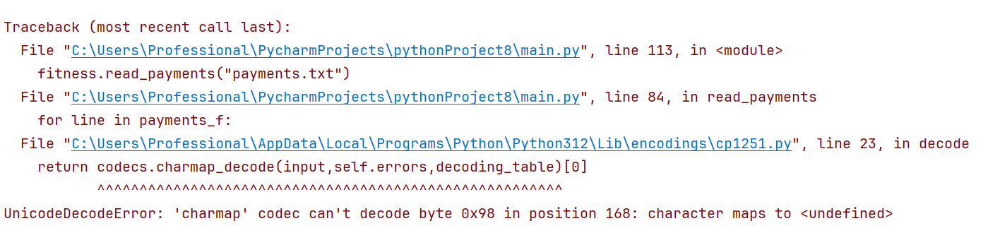 Traceback (most recent call last):
  File "C:\Users\Professional\PycharmProjects\pythonProject8\main.py", line 113, in <module>
    fitness.read_payments("payments.txt")
  File "C:\Users\Professional\PycharmProjects\pythonProject8\main.py", line 84, in read_payments
    for line in payments_f:
  File "C:\Users\Professional\AppData\Local\Programs\Python\Python312\Lib\encodings\cp1251.py", line 23, in decode
    return codecs.charmap_decode(input,self.errors,decoding_table)[0]
           ^^^^^^^^^^^^^^^^^^^^^^^^^^^^^^^^^^^^^^^^^^^^^^^^^^^^^^^
UnicodeDecodeError: 'charmap' codec can't decode byte 0x98 in position 168: character maps to <undefined>